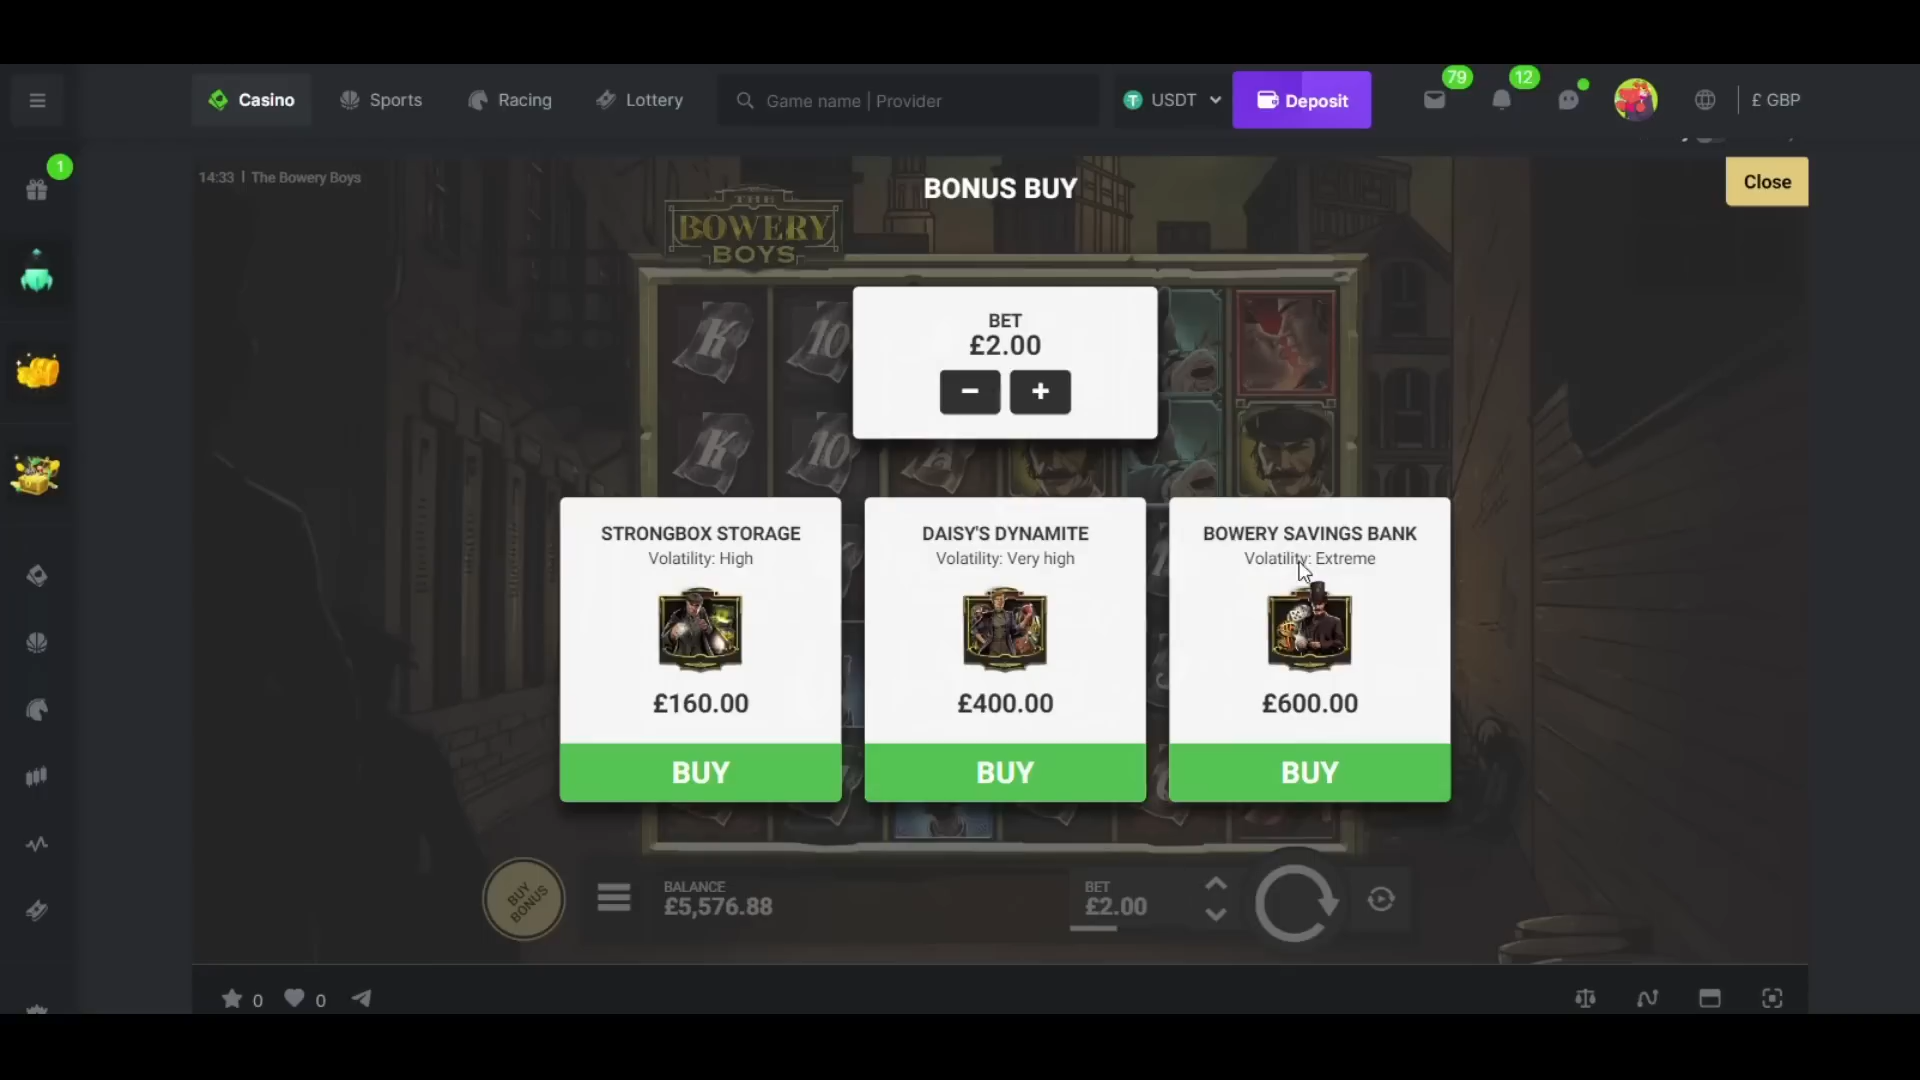 Casino
Sports
Racing
Lottery
Game name | Provider
USDT
Deposit
79
12
£ GBP
1
14:33 | The Bowery Boys
BONUS BUY
Close
THE
BOWERY
BOYS
BET
£2.00
K
10
K
10
A
STRONGBOX STORAGE
Volatility: High
£160.00
BUY
DAISY'S DYNAMITE
Volatility: Very high
£400.00
BUY
BOWERY SAVINGS BANK
Volatility: Extreme
£600.00
BUY
BUY
BONUS
BALANCE
£5,576.88
BET
£2.00
0
0